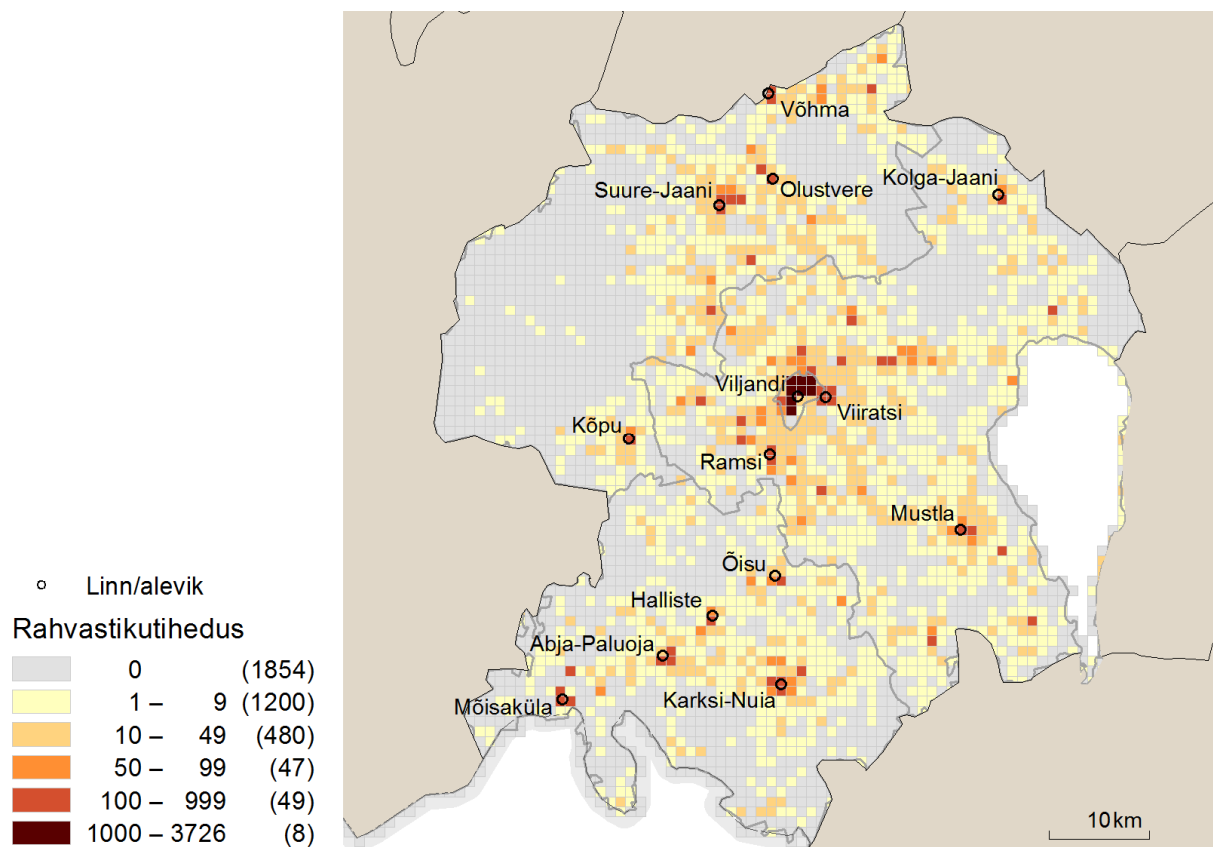 Võhma
Kolga-Jaani
Suure-Jaani
Olustvere
Viljandi
Viiratsi
Kõpu
Ramsi
Mustla
Õisu
Halliste
Abja-Paluoja
Karksi-Nuia
Mõisaküla
10 km
Linn/alevik
Rahvastikutihedus
0 (1854)
1 – 9 (1200)
10 – 49 (480)
50 – 99 (47)
100 – 999 (49)
1000 – 3726 (8)